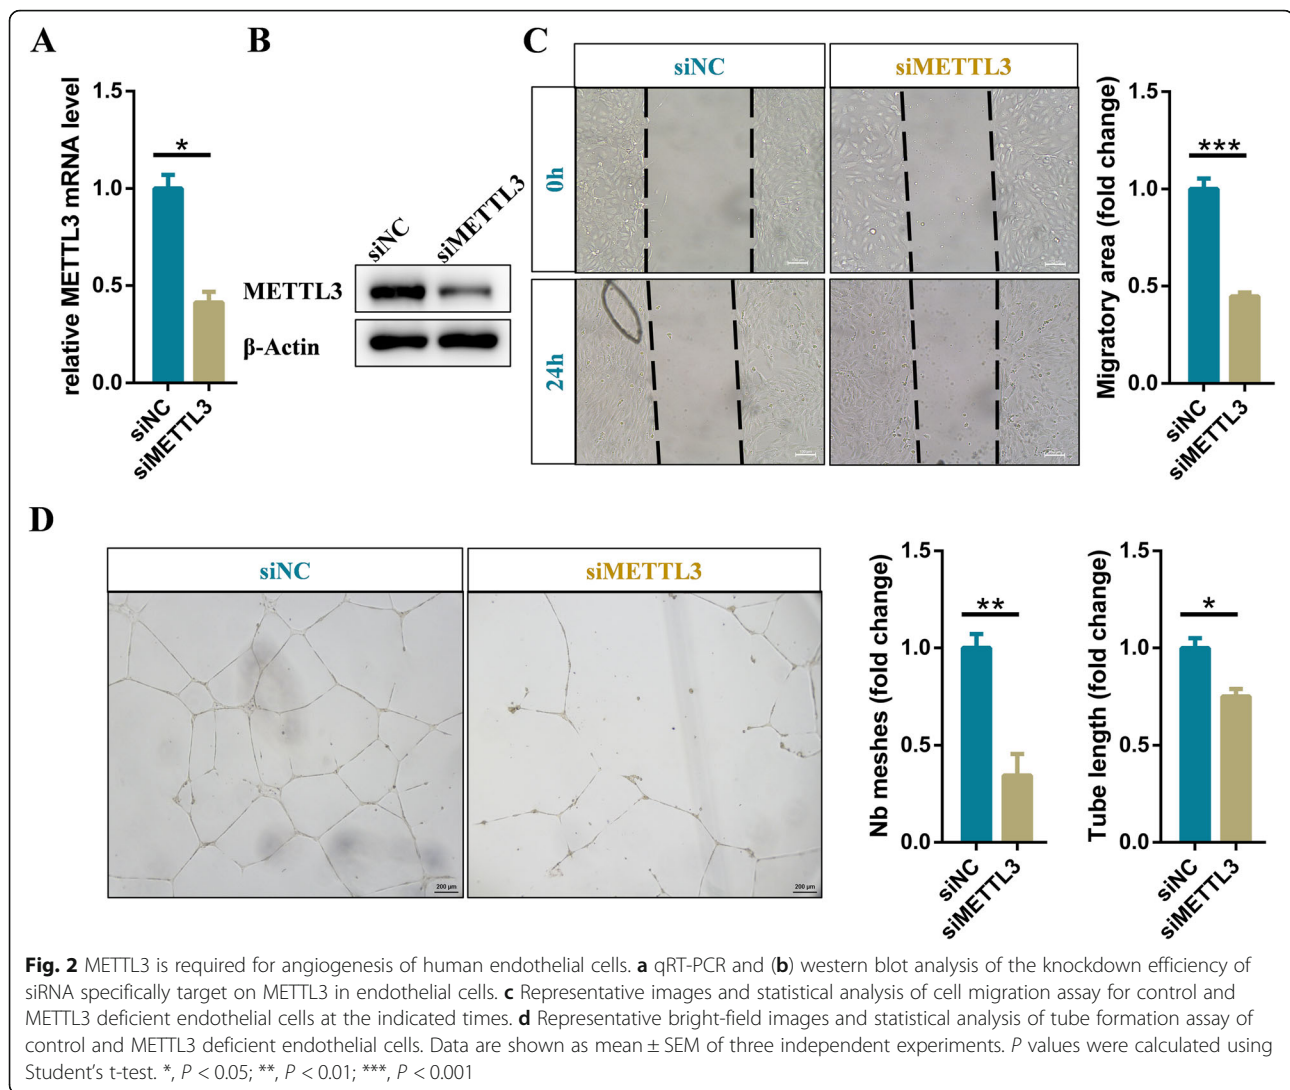 A
relative METTL3 mRNA level
1.5
1.0
0.5
0.0
*
siNC
siMETTL3
B
siNC
siMETTL3
METTL3
β-Actin
C
siNC
siMETTL3
0h
24h
Migratory area (fold change)
1.5
1.0
0.5
0.0
***
siNC
siMETTL3
D
siNC
siMETTL3
200 µm
200 µm
Nb meshes (fold change)
1.5
1.0
0.5
0.0
**
siNC
siMETTL3
Tube length (fold change)
1.5
1.0
0.5
0.0
*
siNC
siMETTL3
Fig. 2 METTL3 is required for angiogenesis of human endothelial cells. a qRT-PCR and (b) western blot analysis of the knockdown efficiency of
siRNA specifically target on METTL3 in endothelial cells. c Representative images and statistical analysis of cell migration assay for control and
METTL3 deficient endothelial cells at the indicated times. d Representative bright-field images and statistical analysis of tube formation assay of
control and METTL3 deficient endothelial cells. Data are shown as mean ± SEM of three independent experiments. P values were calculated using
Student's t-test. *, P < 0.05; **, P < 0.01; ***, P < 0.001